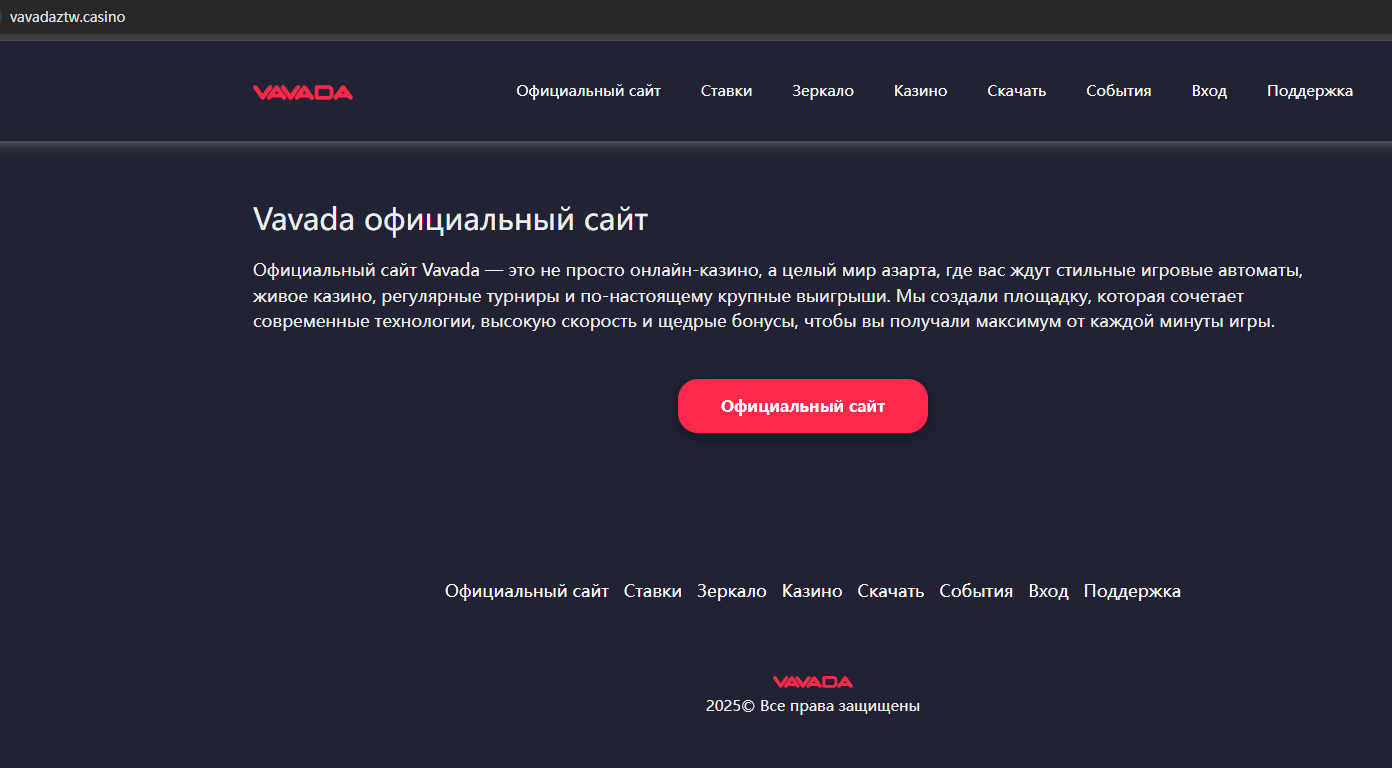 vavadaztw.casino
VAVADA
Официальный сайт Ставки Зеркало Казино Скачать События Вход Поддержка
Vavada официальный сайт
Официальный сайт Vavada — это не просто онлайн-казино, а целый мир азарта, где вас ждут стильные игровые автоматы,
живое казино, регулярные турниры и по-настоящему крупные выигрыши. Мы создали площадку, которая сочетает
современные технологии, высокую скорость и щедрые бонусы, чтобы вы получали максимум от каждой минуты игры.
Официальный сайт
Официальный сайт Ставки Зеркало Казино Скачать События Вход Поддержка
VAVADA
2025© Все права защищены